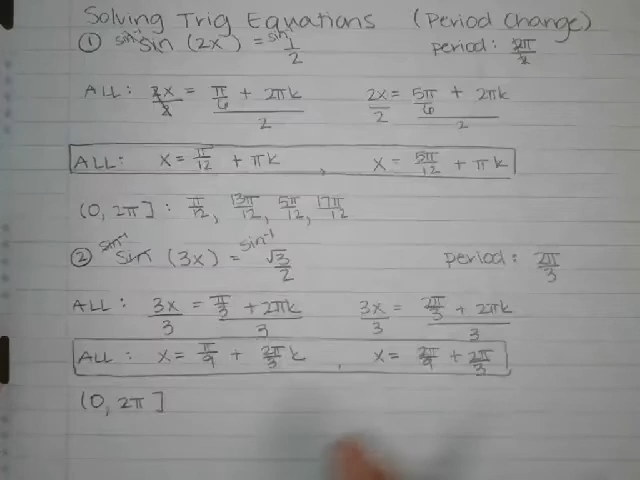 Solving Trig Equations (Period Change)
① sin⁻¹ sin (2x) = sin⁻¹ 1/2 period: 2π/2
ALL: 2x/2 = (π/6 + 2πk)/2 2x/2 = (5π/6 + 2πk)/2
ALL: x = π/12 + πk , x = 5π/12 + πk
(0, 2π] : π/12, 13π/12, 5π/12, 17π/12
② sin⁻¹ sin (3x) = sin⁻¹ √3/2 period: 2π/3
ALL: 3x/3 = (π/3 + 2πk)/3 3x/3 = (2π/3 + 2πk)/3
ALL: x = π/9 + 2π/3 k , x = 2π/9 + 2π/3
(0, 2π]